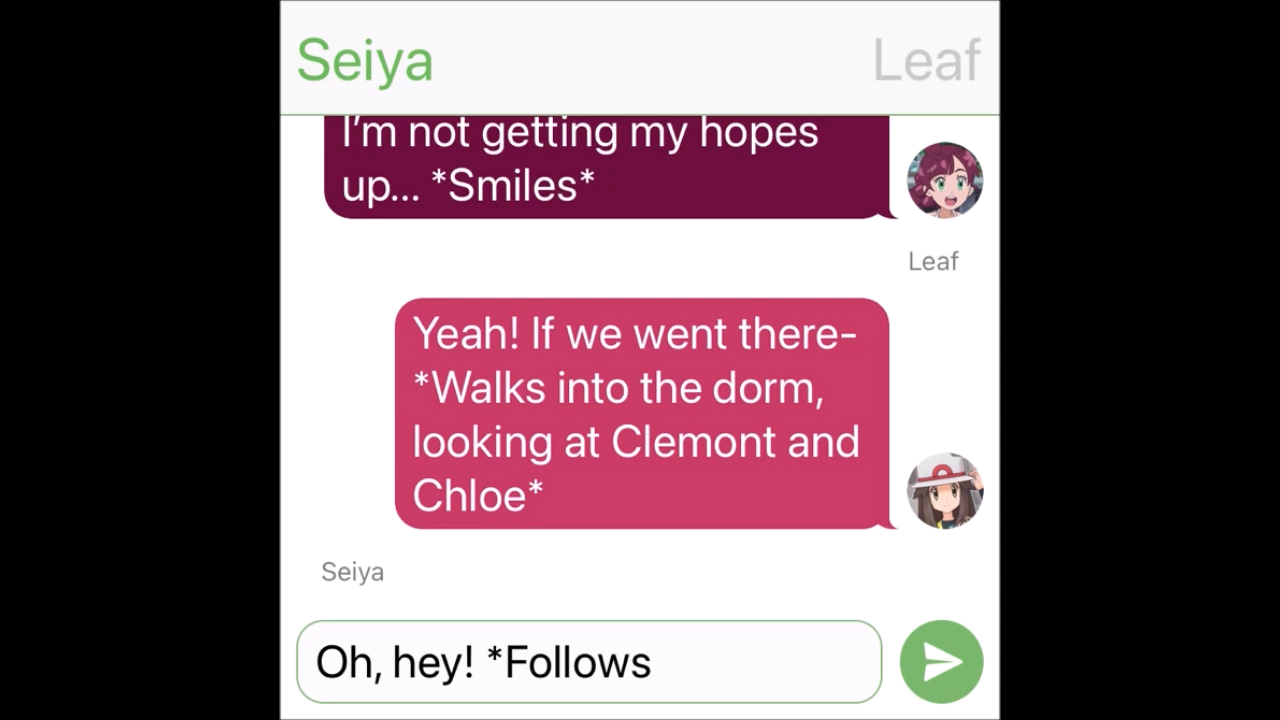 Seiya
Leaf
I’m not getting my hopes
up... *Smiles*
Leaf
Yeah! If we went there-
*Walks into the dorm,
looking at Clemont and
Chloe*
Seiya
Oh, hey! *Follows